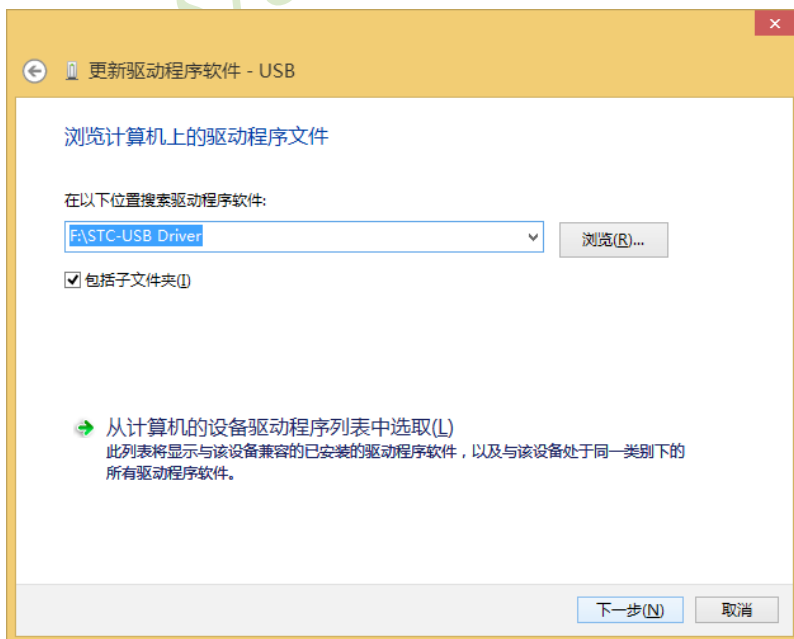 更新驱动程序软件 - USB
浏览计算机上的驱动程序文件
在以下位置搜索驱动程序软件:
F:\STC-USB Driver
浏览(R)...
包括子文件夹(I)
从计算机的设备驱动程序列表中选取(L)
此列表将显示与该设备兼容的已安装的驱动程序软件，以及与该设备处于同一类别下的
所有驱动程序软件。
下一步(N)
取消